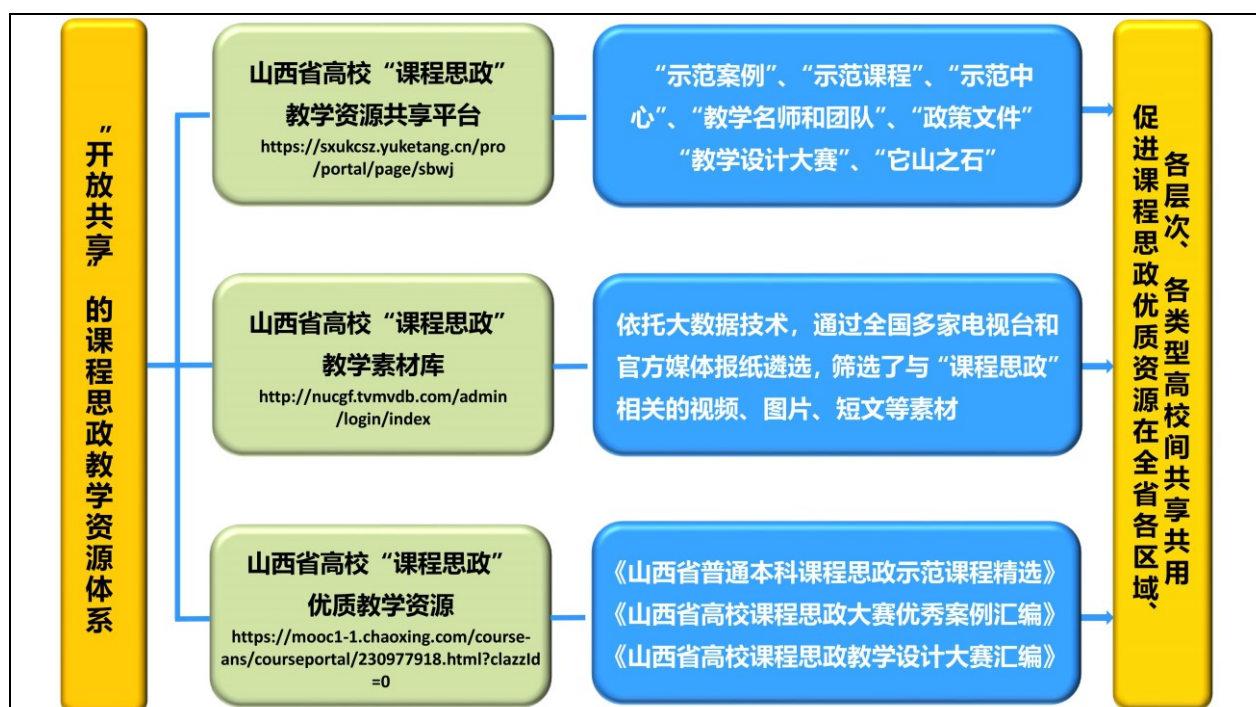 “开放共享”的课程思政教学资源体系
山西省高校“课程思政”
教学资源共享平台
https://sxukcsz.yuketang.cn/pro
/portal/page/sbwj
“示范案例”、“示范课程”、“示范中
心”、“教学名师和团队”、“政策文件”
“教学设计大赛”、“它山之石”
山西省高校“课程思政”
教学素材库
http://nucgf.tvmvdb.com/admin
/login/index
依托大数据技术，通过全国多家电视台和
官方媒体报纸遴选，筛选了与“课程思政”
相关的视频、图片、短文等素材
山西省高校“课程思政”
优质教学资源
https://mooc1-1.chaoxing.com/course-
ans/courseportal/230977918.html?clazzId
=0
《山西省普通本科课程思政示范课程精选》
《山西省高校课程思政大赛优秀案例汇编》
《山西省高校课程思政教学设计大赛汇编》
促进课程思政优质资源在全省各区域、
各层次、各类型高校间共享共用